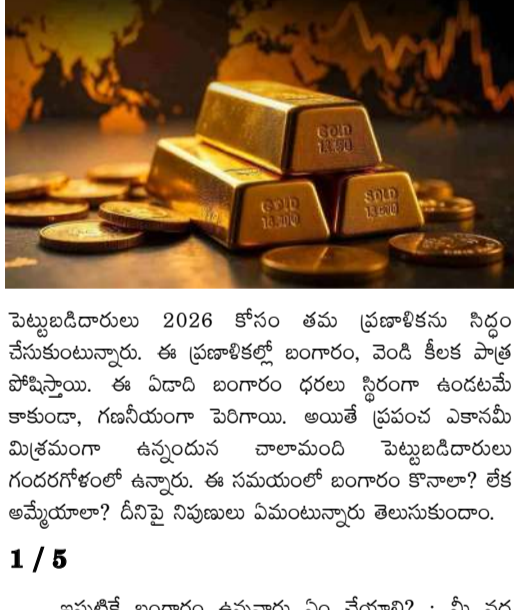 GOLD
GOLD
SOLD
పెట్టుబడిదారులు 2026 కోసం తమ ప్రణాళికను సిద్ధం
చేసుకుంటున్నారు. ఈ ప్రణాళికల్లో బంగారం, వెండి కీలక పాత్ర
పోషిస్తాయి. ఈ ఏడాది బంగారం ధరలు స్థిరంగా ఉండటమే
కాకుండా, గణనీయంగా పెరిగాయి. అయితే ప్రపంచ ఎకానమీ
మిశ్రమంగా ఉన్నందున చాలామంది పెట్టుబడిదారులు
గందరగోళంలో ఉన్నారు. ఈ సమయంలో బంగారం కొనాలా? లేక
అమ్మేయాలా? దీనిపై నిపుణులు ఏమంటున్నారు తెలుసుకుందాం.
1 / 5